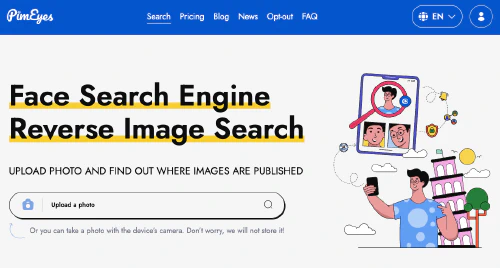 PimEyes
Search Pricing Blog News Opt-out FAQ
EN
Face Search Engine
Reverse Image Search
UPLOAD PHOTO AND FIND OUT WHERE IMAGES ARE PUBLISHED
Upload a photo
Or you can take a photo with the device's camera. Don't worry, we will not store it!